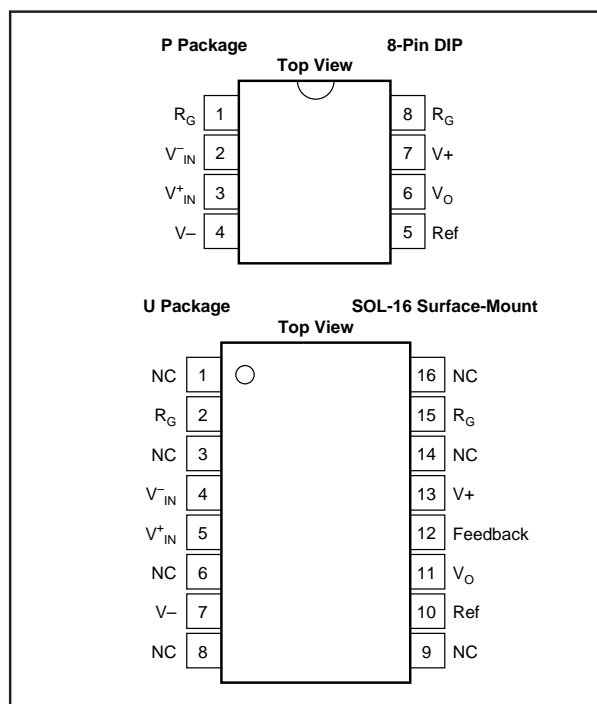 P Package 8-Pin DIP
Top View
R_G 1 8 R_G
V⁻_IN 2 7 V+
V⁺_IN 3 6 V_O
V– 4 5 Ref
U Package SOL-16 Surface-Mount
Top View
NC 1 16 NC
R_G 2 15 R_G
NC 3 14 NC
V⁻_IN 4 13 V+
V⁺_IN 5 12 Feedback
NC 6 11 V_O
V– 7 10 Ref
NC 8 9 NC